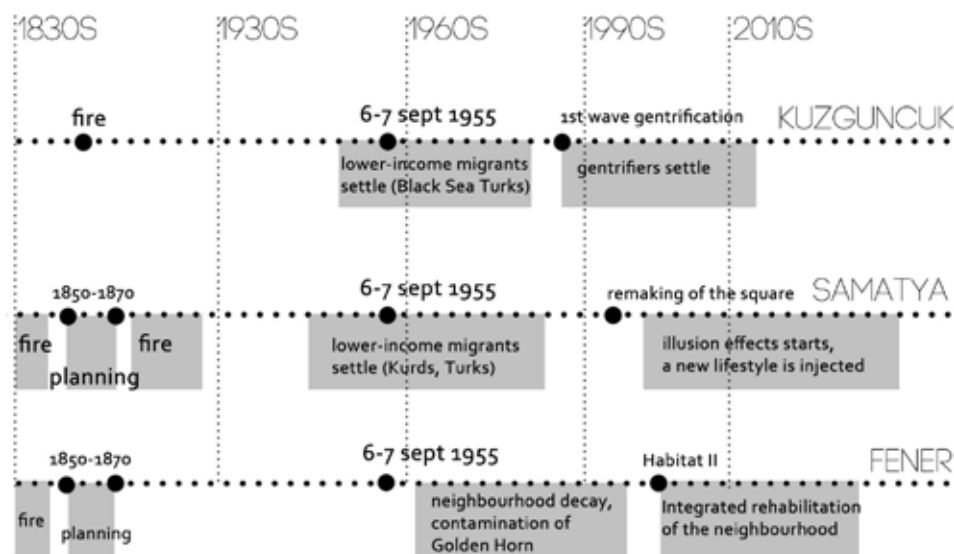 1830S 1930S 1960S 1990S 2010S
fire
6-7 sept 1955
1st wave gentrification
KUZGUNCUK
lower-income migrants
settle (Black Sea Turks)
gentrifiers settle
1850-1870
6-7 sept 1955
remaking of the square
SAMATYA
fire
planning
fire
lower-income migrants
settle (Kurds, Turks)
illusion effects starts,
a new lifestyle is injected
1850-1870
6-7 sept 1955
Habitat II
FENER
fire
planning
neighbourhood decay,
contamination of
Golden Horn
Integrated rehabilitation
of the neighbourhood